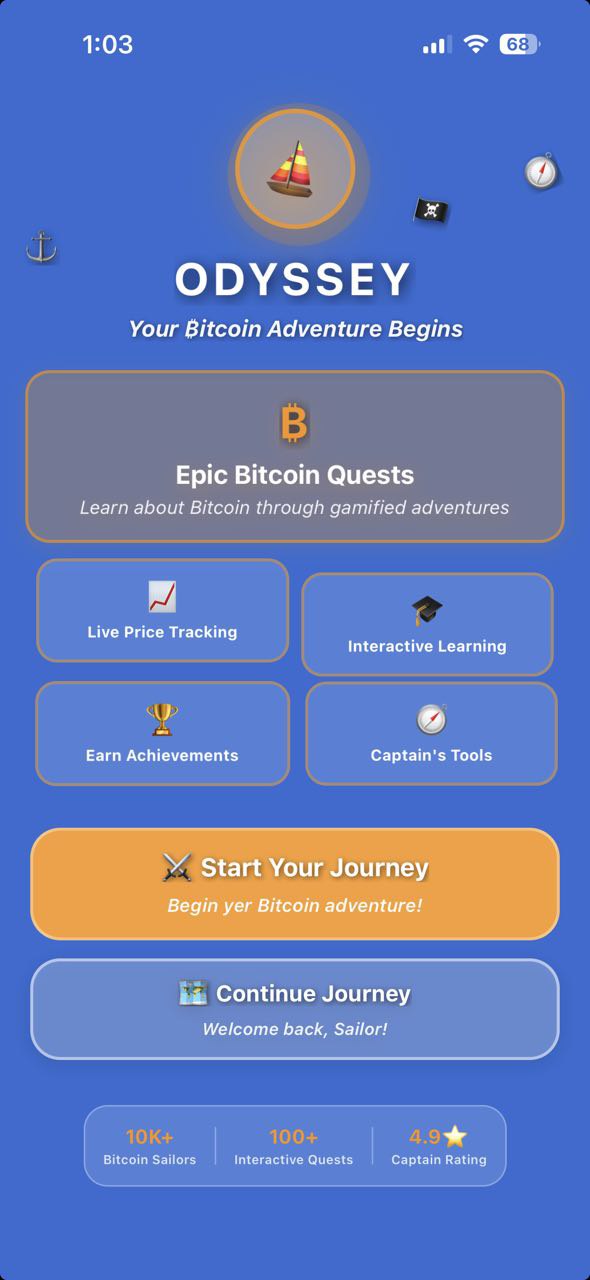 1:03
68
ODYSSEY
Your ₿itcoin Adventure Begins
₿
Epic Bitcoin Quests
Learn about Bitcoin through gamified adventures
Live Price Tracking
Interactive Learning
Earn Achievements
Captain's Tools
⚔️ Start Your Journey
Begin yer Bitcoin adventure!
🗺️ Continue Journey
Welcome back, Sailor!
10K+ 100+ 4.9⭐
Bitcoin Sailors Interactive Quests Captain Rating